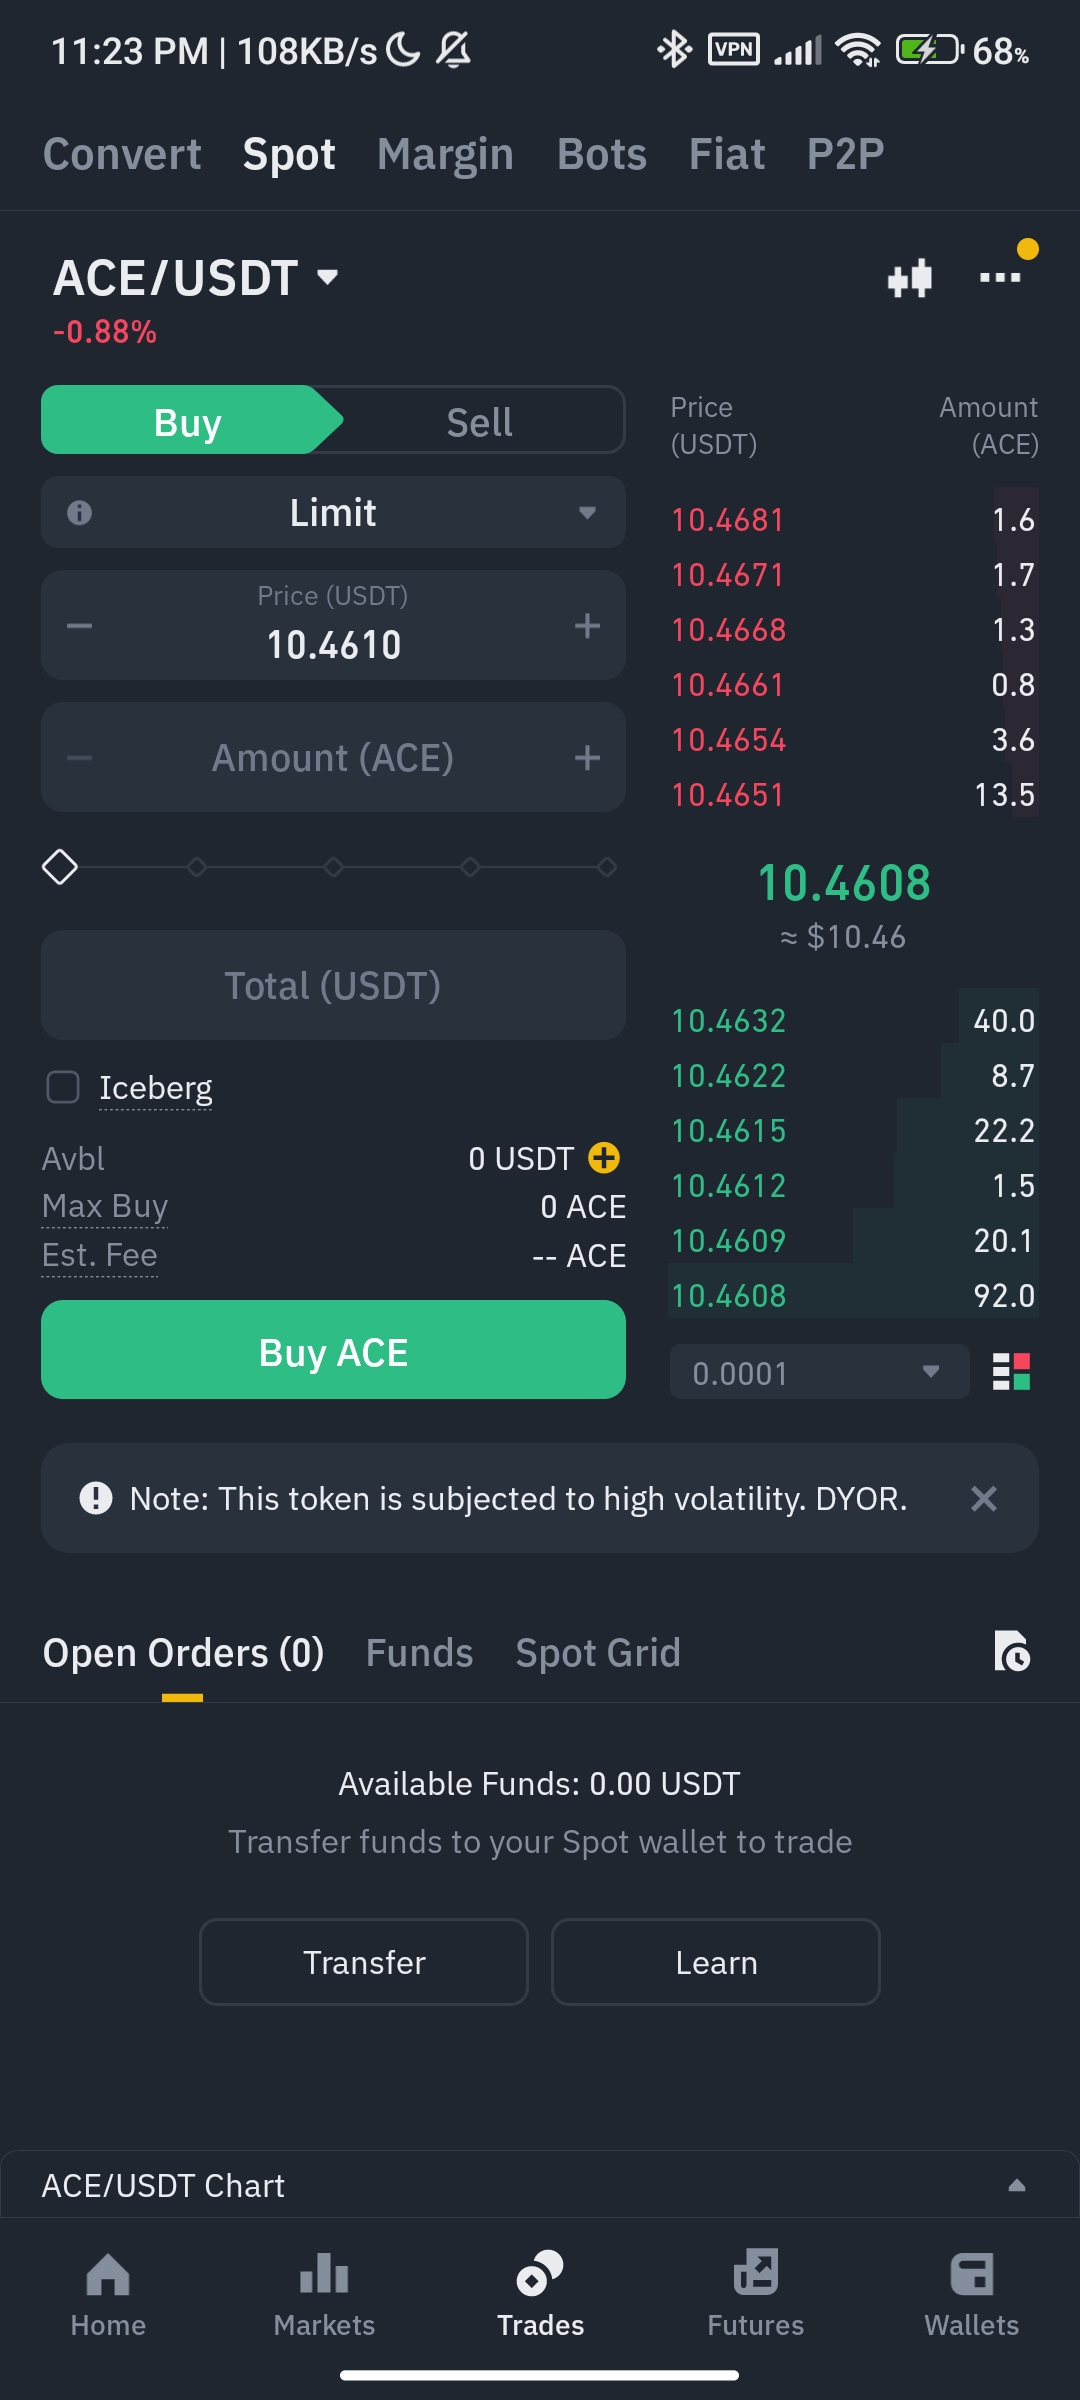 11:23 PM | 108KB/s VPN 68%
Convert Spot Margin Bots Fiat P2P
ACE/USDT
-0.88%
Buy Sell
Limit
Price (USDT)
10.4610
Amount (ACE)
Total (USDT)
Iceberg
Avbl 0 USDT
Max Buy 0 ACE
Est. Fee -- ACE
Buy ACE
Price Amount
(USDT) (ACE)
10.4681 1.6
10.4671 1.7
10.4668 1.3
10.4661 0.8
10.4654 3.6
10.4651 13.5
10.4608
≈ $10.46
10.4632 40.0
10.4622 8.7
10.4615 22.2
10.4612 1.5
10.4609 20.1
10.4608 92.0
0.0001
Note: This token is subjected to high volatility. DYOR.
Open Orders (0) Funds Spot Grid
Available Funds: 0.00 USDT
Transfer funds to your Spot wallet to trade
Transfer Learn
ACE/USDT Chart
Home Markets Trades Futures Wallets